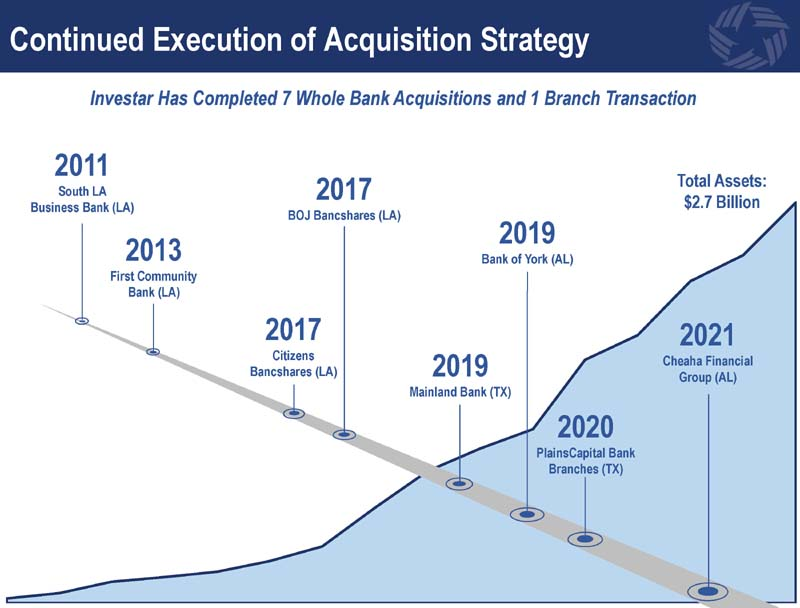 Continued Execution of Acquisition Strategy
Investar Has Completed 7 Whole Bank Acquisitions and 1 Branch Transaction
2011
South LA
Business Bank (LA)
2013
First Community
Bank (LA)
2017
Citizens
Bancshares (LA)
2017
BOJ Bancshares (LA)
2019
Mainland Bank (TX)
2019
Bank of York (AL)
2020
PlainsCapital Bank
Branches (TX)
2021
Cheaha Financial
Group (AL)
Total Assets:
$2.7 Billion